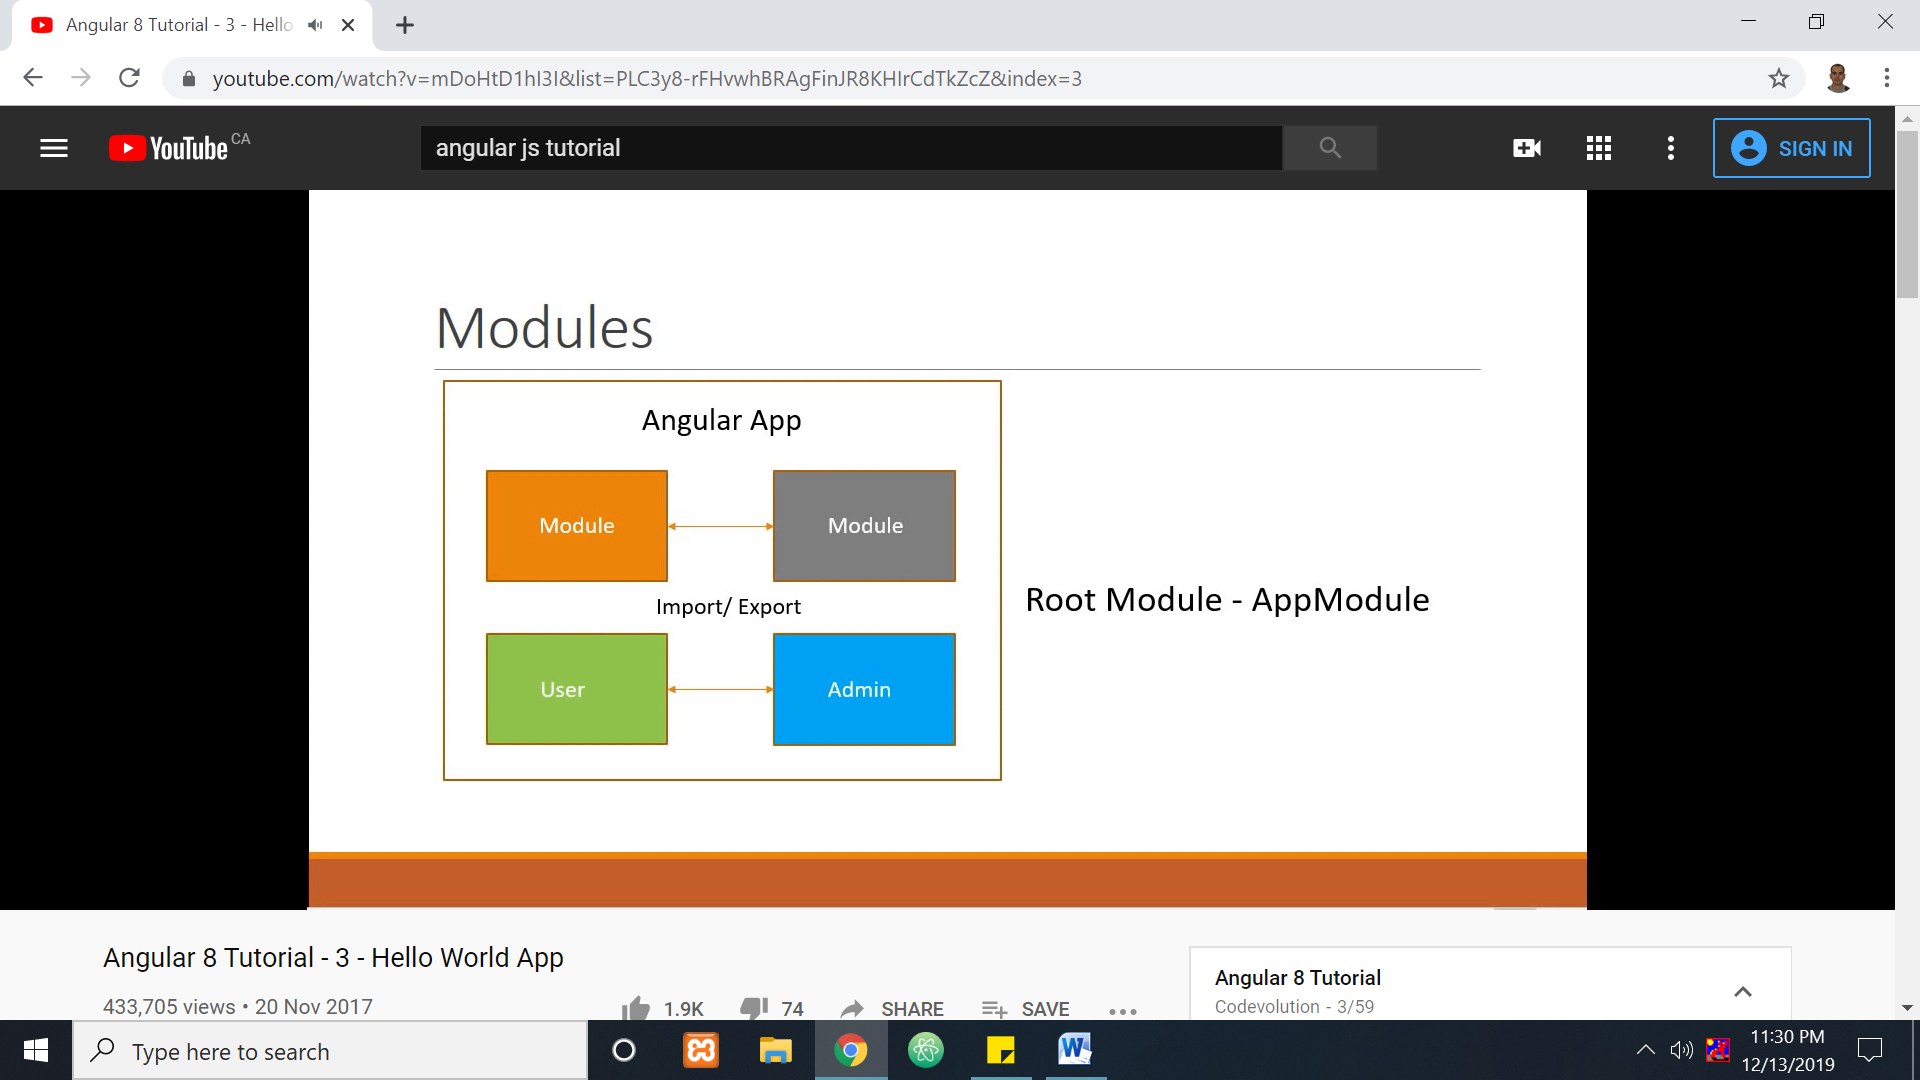 Angular 8 Tutorial - 3 - Hello
youtube.com/watch?v=mDoHtD1hI3I&list=PLC3y8-rFHvwhBRAgFinJR8KHIrCdTkZcZ&index=3
YouTube CA
angular js tutorial
SIGN IN
Modules
Angular App
Module
Module
Import/ Export
User
Admin
Root Module - AppModule
Angular 8 Tutorial - 3 - Hello World App
433,705 views • 20 Nov 2017
1.9K
74
SHARE
SAVE
Angular 8 Tutorial
Codevolution - 3/59
Type here to search
11:30 PM
12/13/2019